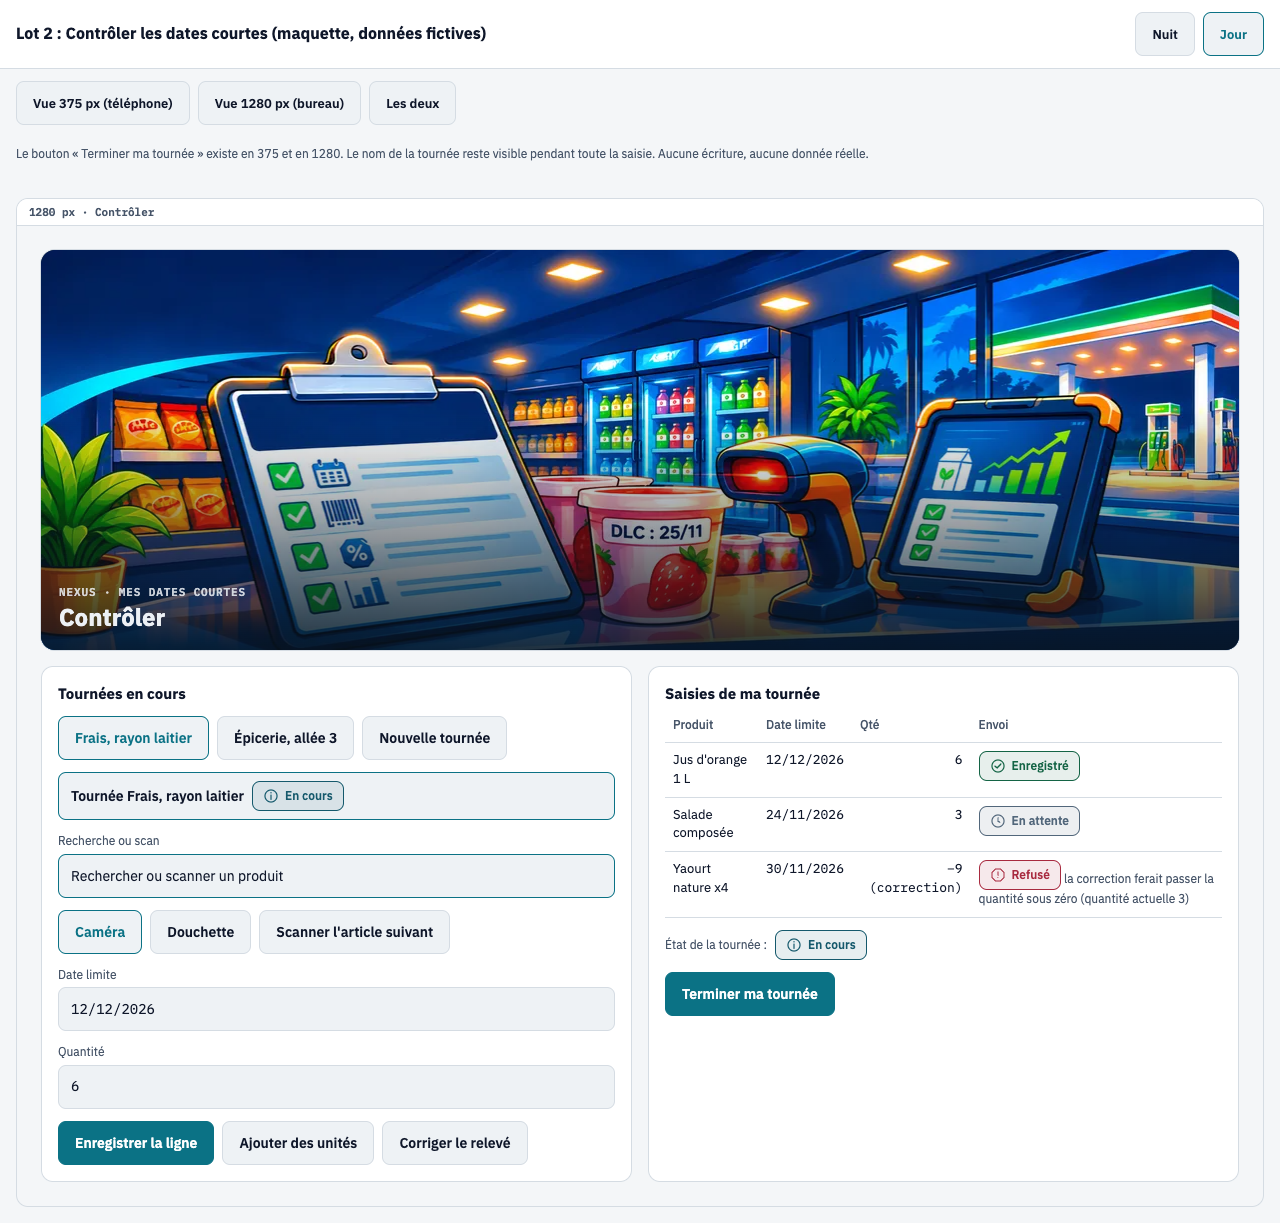 Lot 2 : Contrôler les dates courtes (maquette, données fictives)
Nuit
Jour
Vue 375 px (téléphone)
Vue 1280 px (bureau)
Les deux
Le bouton « Terminer ma tournée » existe en 375 et en 1280. Le nom de la tournée reste visible pendant toute la saisie. Aucune écriture, aucune donnée réelle.
1280 px · Contrôler
DLC : 25/11
NEXUS · MES DATES COURTES
Contrôler
Tournées en cours
Frais, rayon laitier
Épicerie, allée 3
Nouvelle tournée
Tournée Frais, rayon laitier
En cours
Recherche ou scan
Rechercher ou scanner un produit
Caméra
Douchette
Scanner l'article suivant
Date limite
12/12/2026
Quantité
6
Enregistrer la ligne
Ajouter des unités
Corriger le relevé
Saisies de ma tournée
Produit Date limite Qté Envoi
Jus d'orange 12/12/2026 6 Enregistré
1 L
Salade 24/11/2026 3 En attente
composée
Yaourt 30/11/2026 −9 Refusé la correction ferait passer la
nature x4 (correction) quantité sous zéro (quantité actuelle 3)
État de la tournée : En cours
Terminer ma tournée